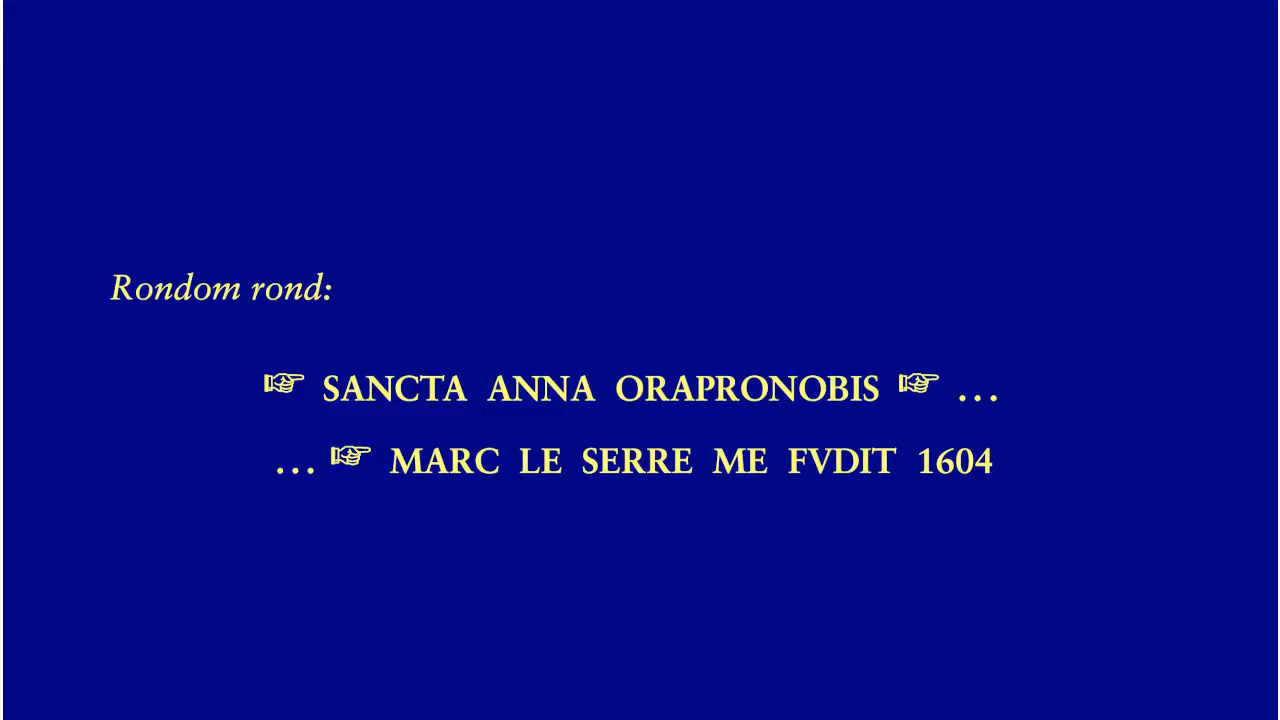 Rondom rond:
☞ SANCTA ANNA ORAPRONOBIS ☞ ...
... ☞ MARC LE SERRE ME FVDIT 1604